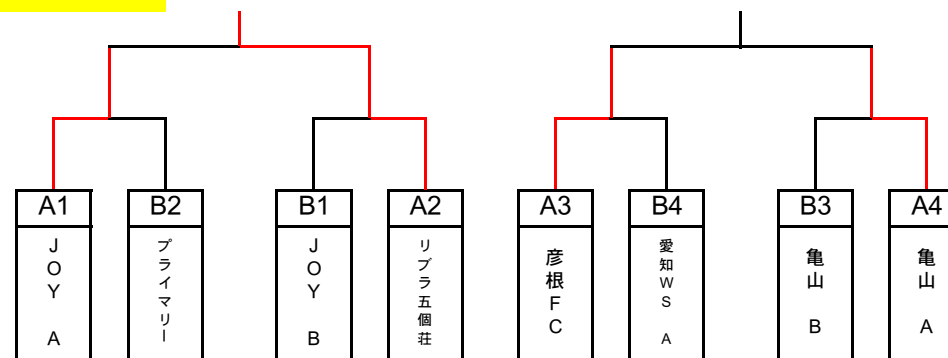 A1
B2
B1
A2
A3
B4
B3
A4
JOY A
プライマリー
JOY B
リブラ五個荘
彦根FC
愛知WS A
亀山 B
亀山 A